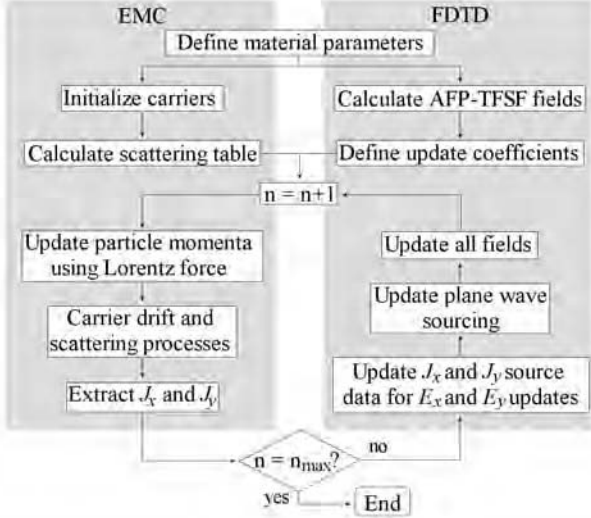 EMC
FDTD
Define material parameters
Initialize carriers
Calculate AFP-TFSF fields
Calculate scattering table
Define update coefficients
n = n+1
Update particle momenta
using Lorentz force
Update all fields
Carrier drift and
scattering processes
Update plane wave
sourcing
Extract Jx and Jy
Update Jx and Jy source
data for Ex and Ey updates
n = nmax?
no
yes
End